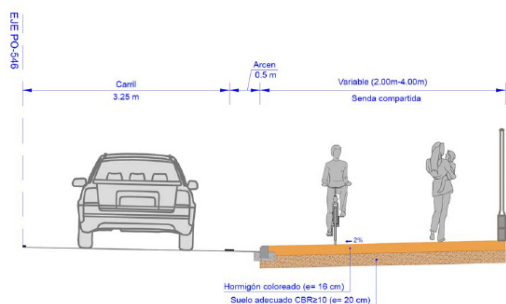 EJE PO-546
Carril
3.25 m
Arcen
0.5 m
Variable (2.00m-4.00m)
Senda compartida
2%
Hormigón coloreado (e= 16 cm)
Suelo adecuado CBR≥10 (e= 20 cm)